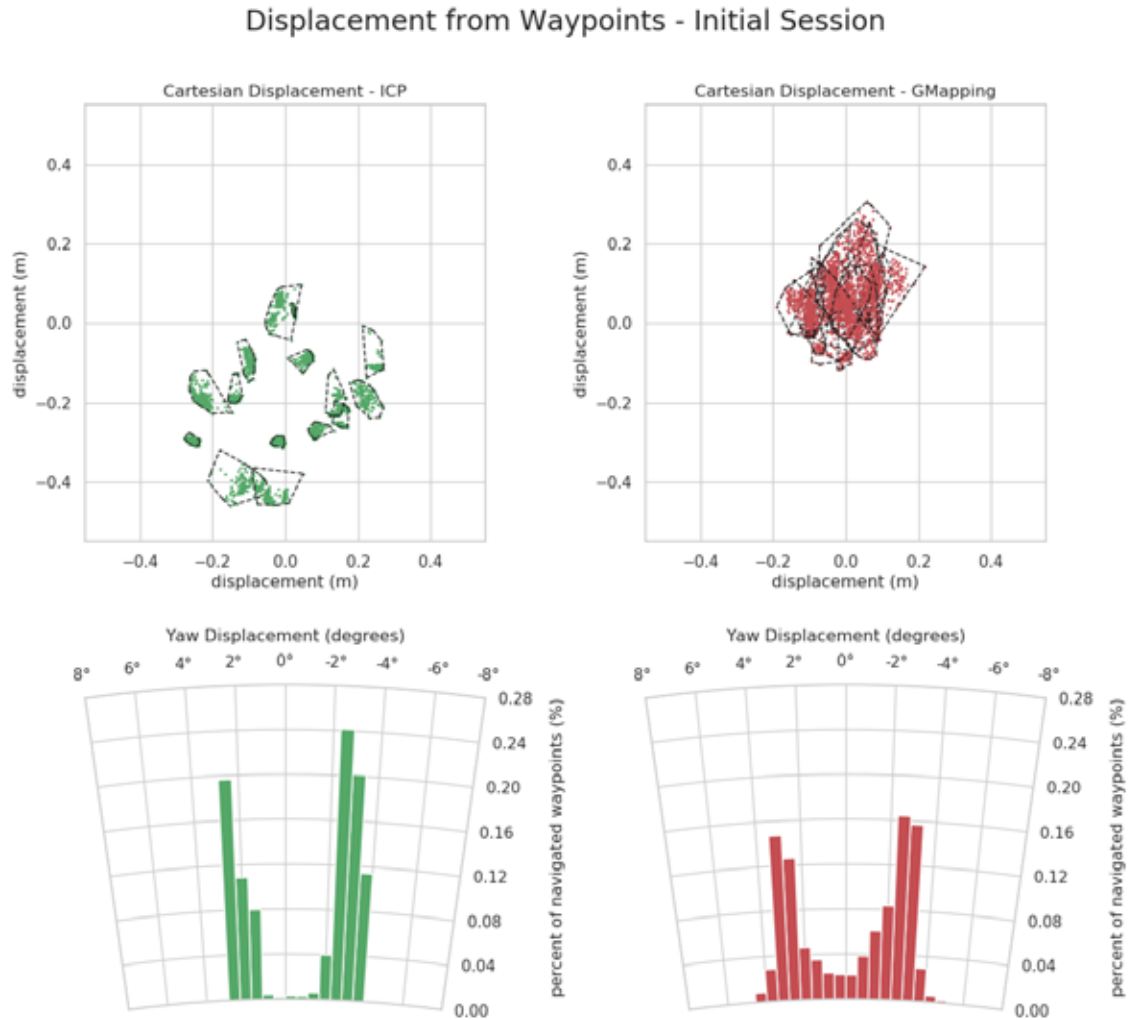 Displacement from Waypoints - Initial Session
Cartesian Displacement - ICP
displacement (m)
0.4
0.2
0.0
−0.2
−0.4
−0.4 −0.2 0.0 0.2 0.4
displacement (m)
Cartesian Displacement - GMapping
displacement (m)
0.4
0.2
0.0
−0.2
−0.4
−0.4 −0.2 0.0 0.2 0.4
displacement (m)
Yaw Displacement (degrees)
8° 6° 4° 2° 0° -2° -4° -6° -8°
0.28
0.24
0.20
0.16
0.12
0.08
0.04
0.00
percent of navigated waypoints (%)
Yaw Displacement (degrees)
8° 6° 4° 2° 0° -2° -4° -6° -8°
0.28
0.24
0.20
0.16
0.12
0.08
0.04
0.00
percent of navigated waypoints (%)